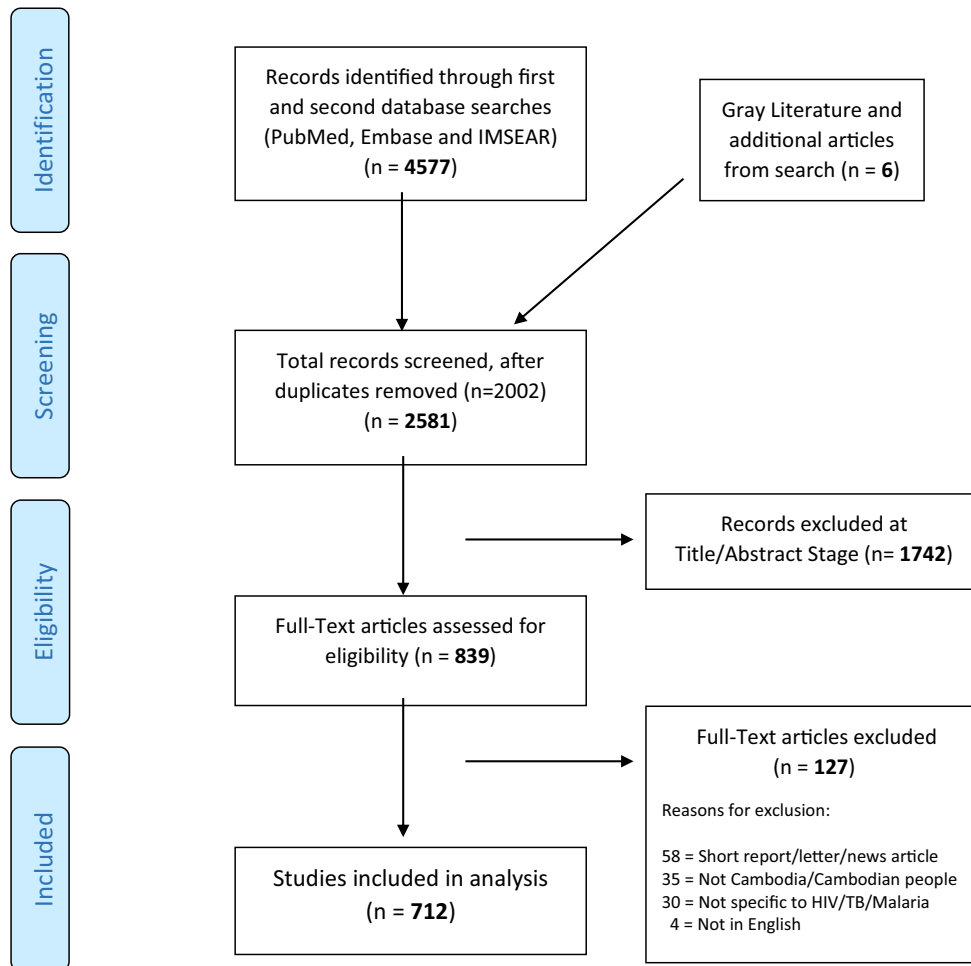 Identification
Records identified through first
and second database searches
(PubMed, Embase and IMSEAR)
(n = 4577)
Gray Literature and
additional articles
from search (n = 6)
Screening
Total records screened, after
duplicates removed (n=2002)
(n = 2581)
Records excluded at
Title/Abstract Stage (n= 1742)
Eligibility
Full-Text articles assessed for
eligibility (n = 839)
Full-Text articles excluded
(n = 127)
Reasons for exclusion:
58 = Short report/letter/news article
35 = Not Cambodia/Cambodian people
30 = Not specific to HIV/TB/Malaria
4 = Not in English
Included
Studies included in analysis
(n = 712)